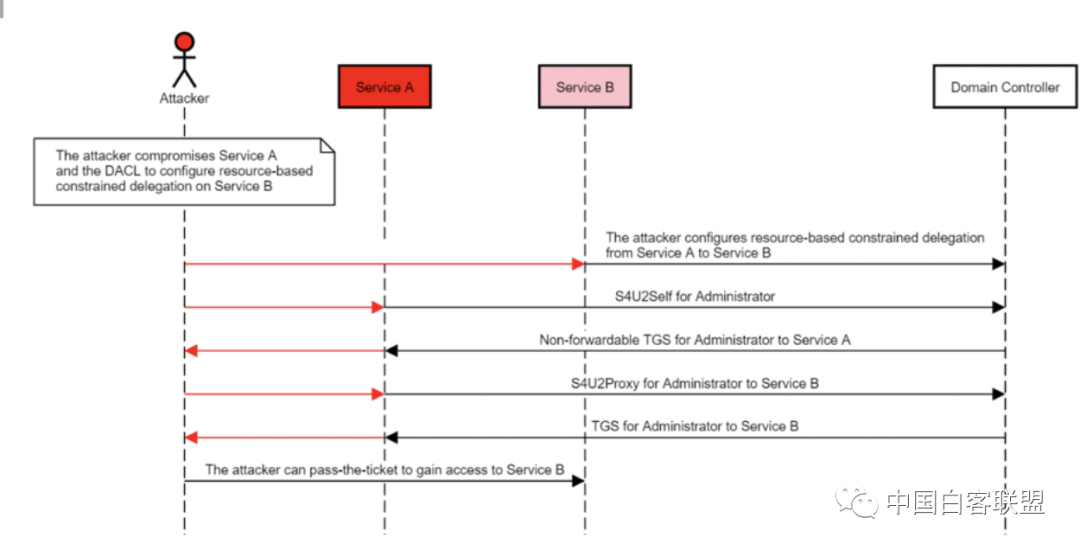 Attacker
Service A
Service B
Domain Controller
The attacker compromises Service A
and the DACL to configure resource-based
constrained delegation on Service B
The attacker configures resource-based constrained delegation
from Service A to Service B
S4U2Self for Administrator
Non-forwardable TGS for Administrator to Service A
S4U2Proxy for Administrator to Service B
TGS for Administrator to Service B
The attacker can pass-the-ticket to gain access to Service B
中国白客联盟